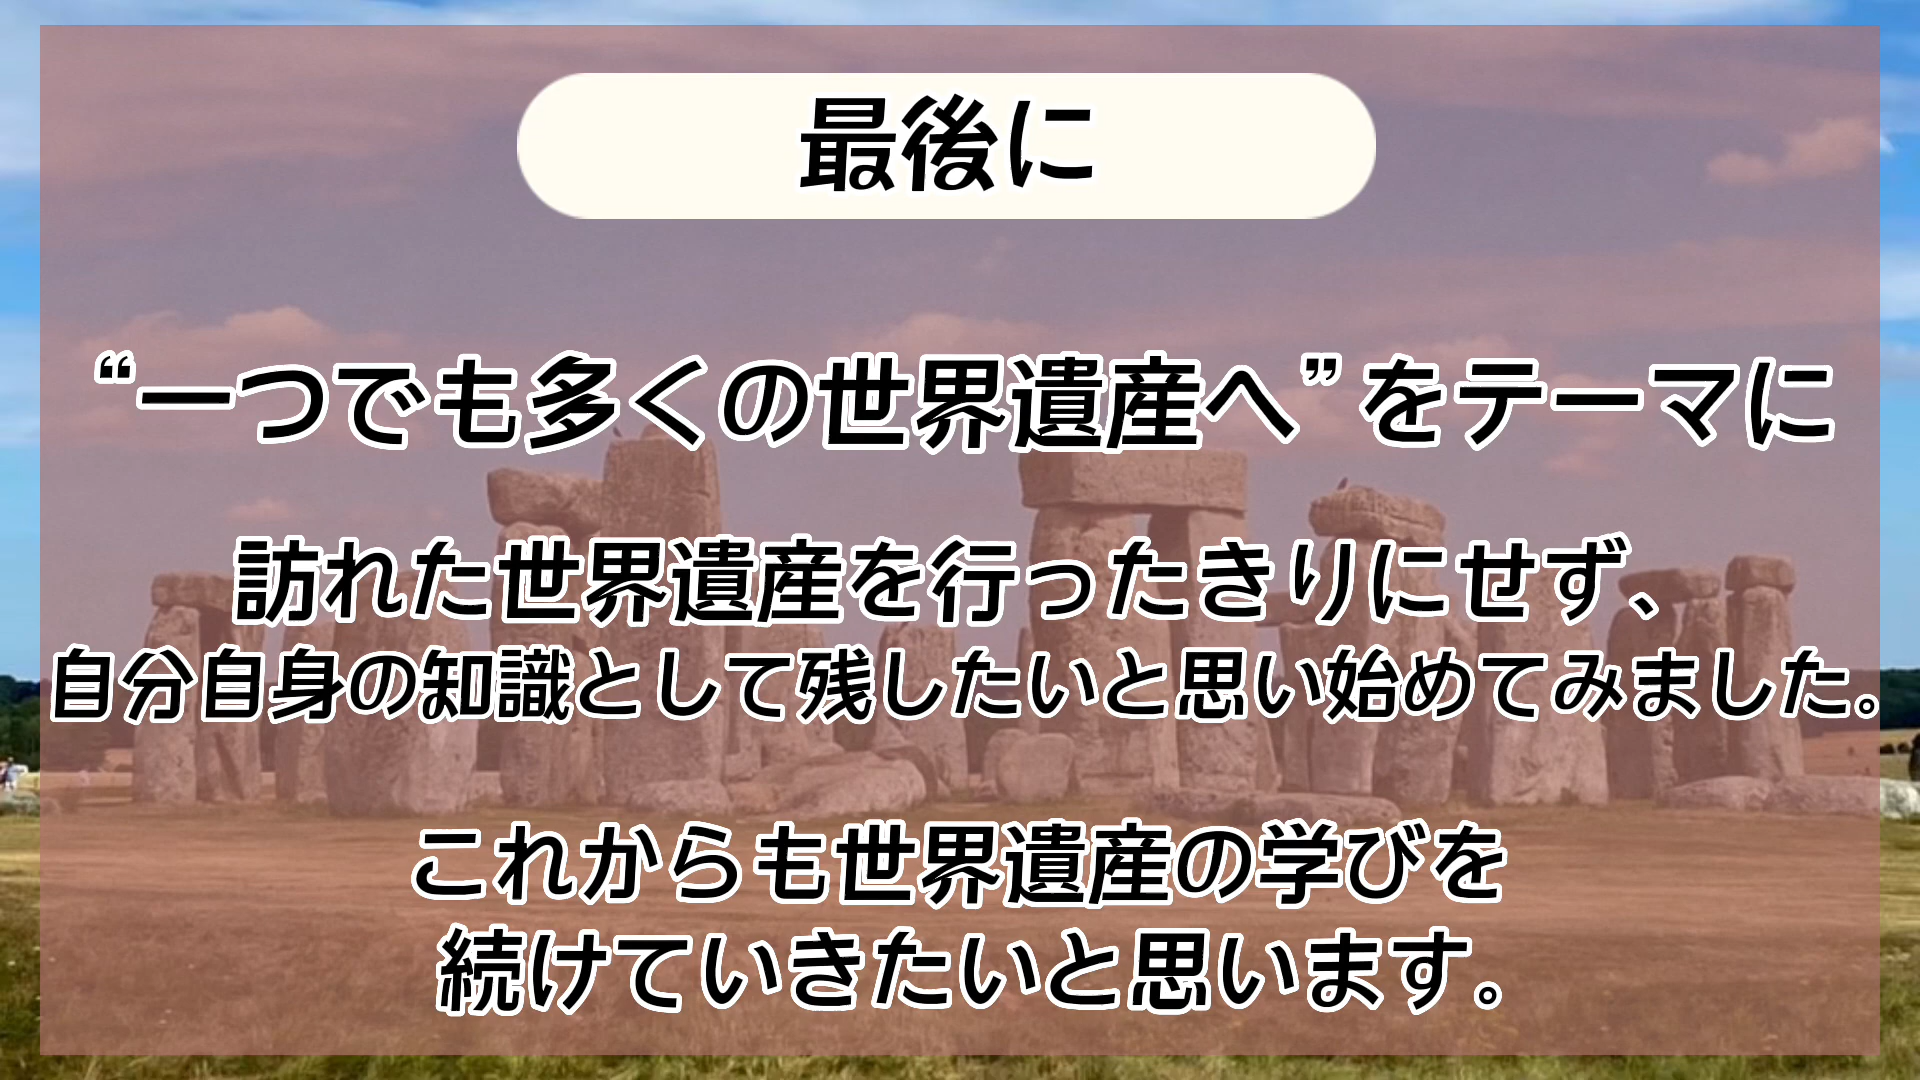 最後に
“一つでも多くの世界遺産へ”をテーマに
訪れた世界遺産を行ったきりにせず、
自分自身の知識として残したいと思い始めてみました。
これからも世界遺産の学びを
続けていきたいと思います。